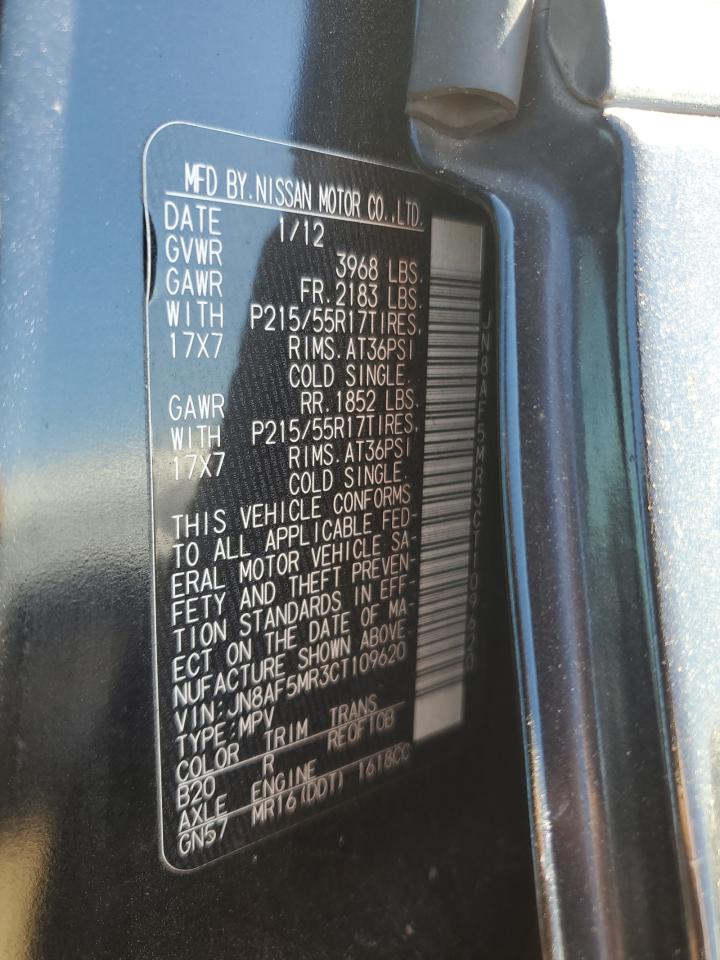 MFD BY.NISSAN MOTOR CO.,LTD.
DATE 1/12
GVWR 3968 LBS.
GAWR FR.2183 LBS.
WITH P215/55R17TIRES.
17X7 RIMS.AT36PSI
COLD SINGLE.
GAWR RR.1852 LBS.
WITH P215/55R17TIRES.
17X7 RIMS.AT36PSI
COLD SINGLE.
THIS VEHICLE CONFORMS
TO ALL APPLICABLE FED-
ERAL MOTOR VEHICLE SA-
FETY AND THEFT PREVEN-
TION STANDARDS IN EFF-
ECT ON THE DATE OF MA-
NUFACTURE SHOWN ABOVE.
VIN:JN8AF5MR3CT109620
TYPE:MPV
COLOR TRIM TRANS
B20 R RE0F10B
AXLE ENGINE
GN57 MR16(DDT) 1618CC
JN8AF5MR3CT109620